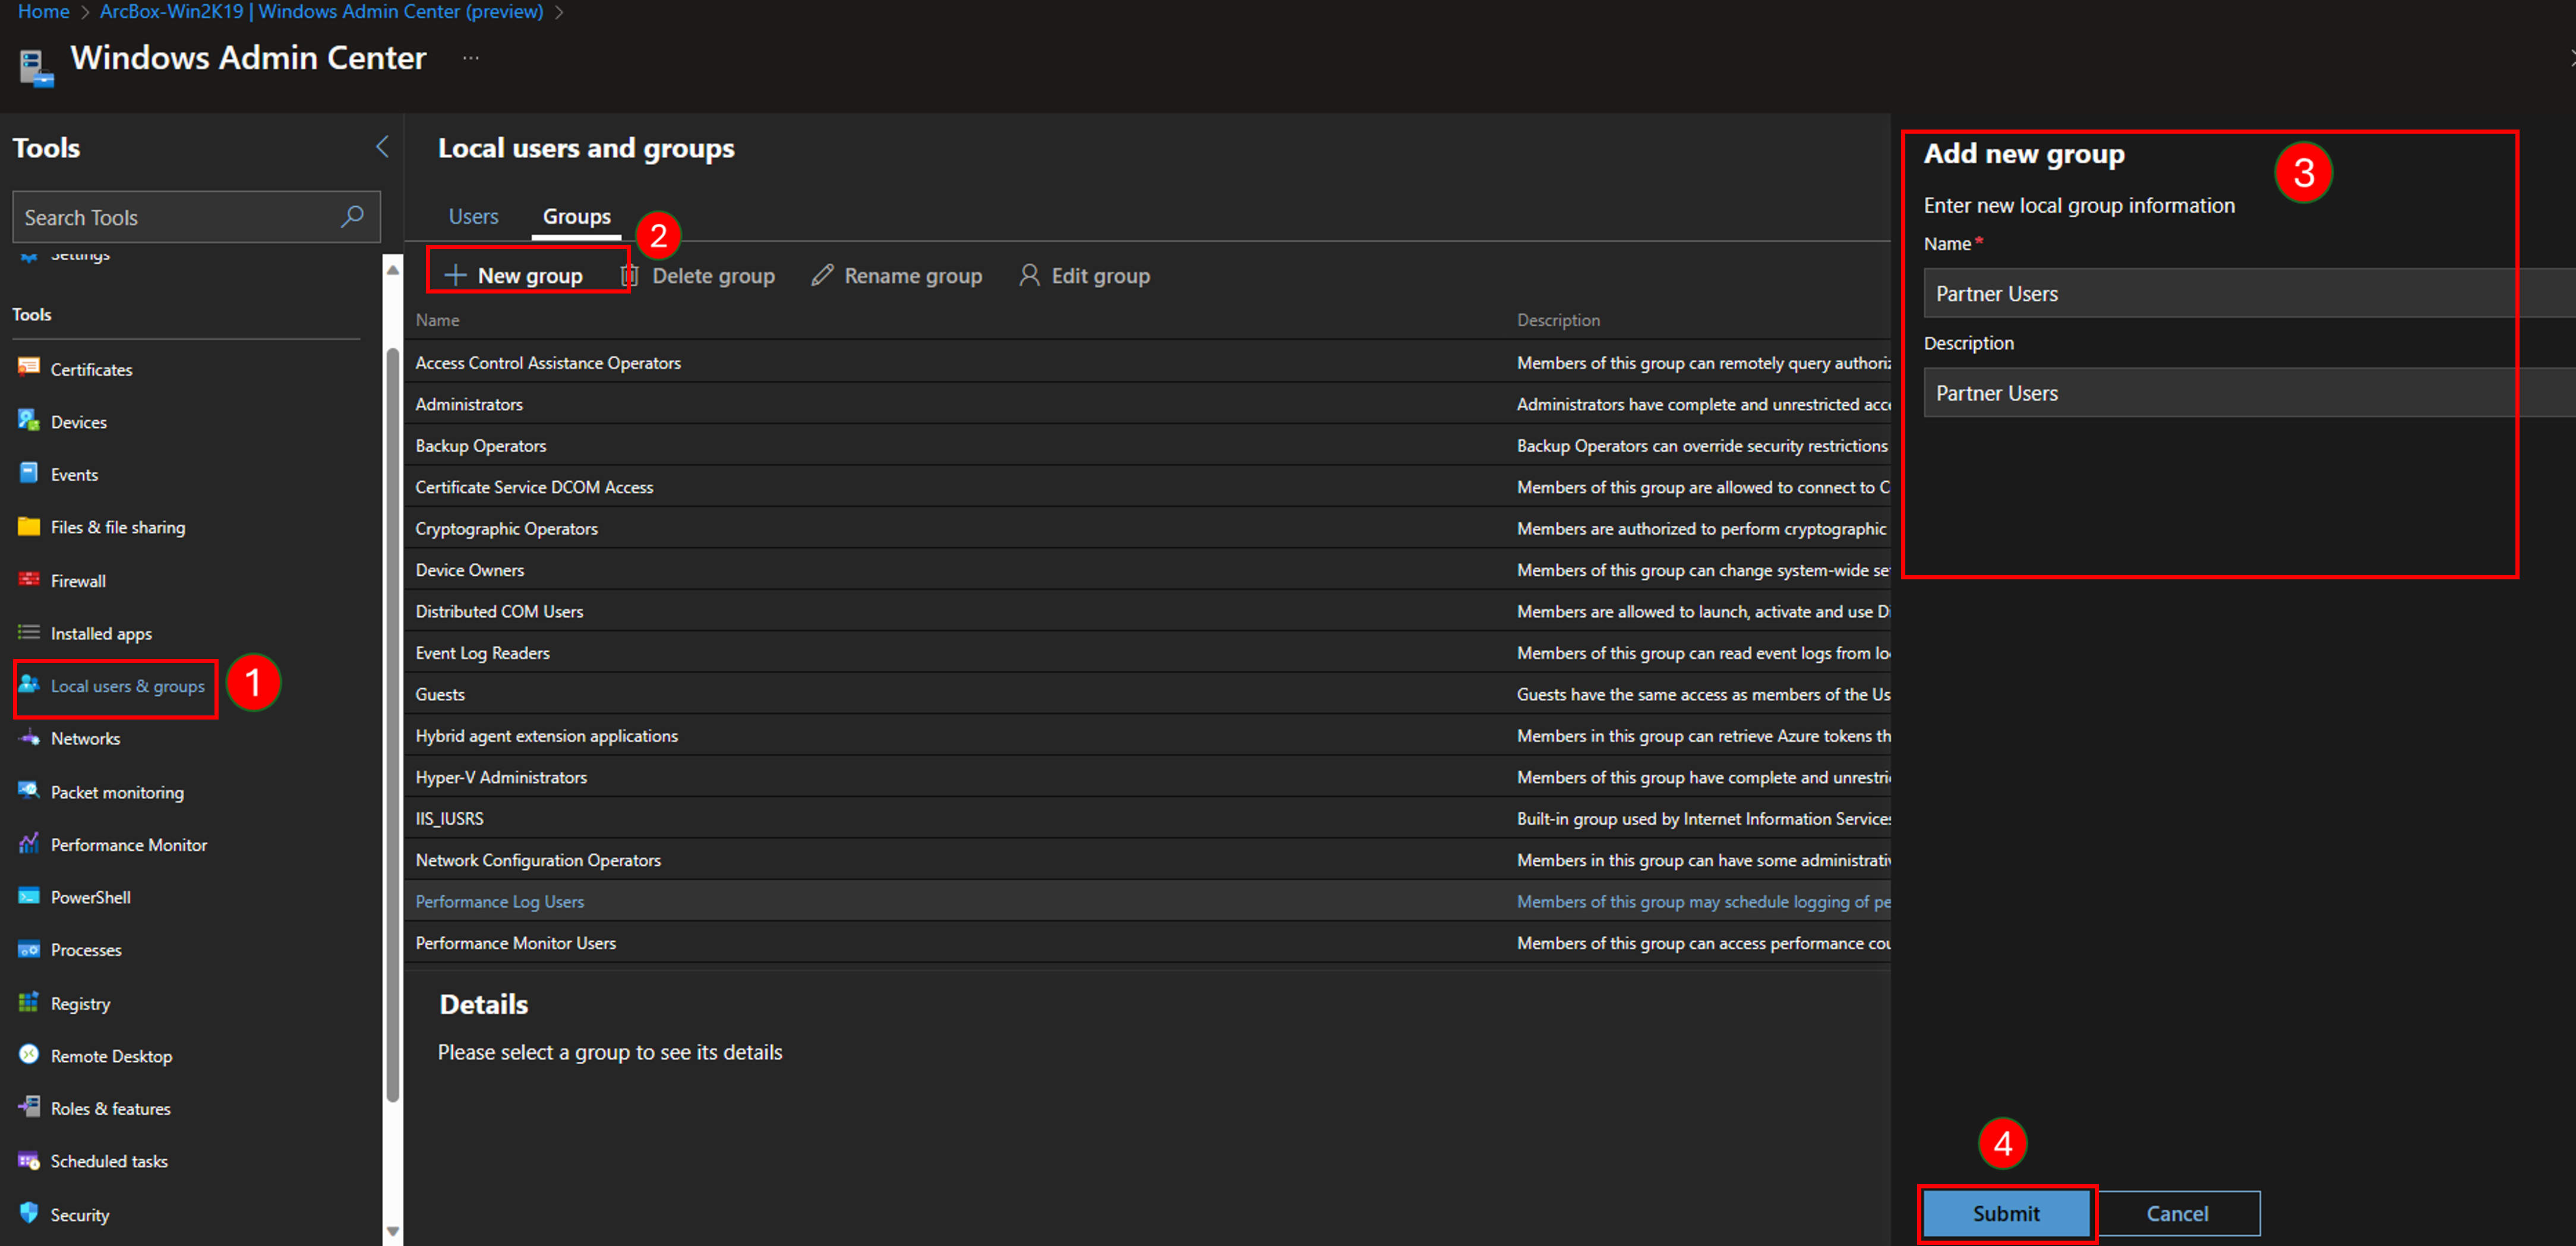 Home > ArcBox-Win2K19 | Windows Admin Center (preview) >
Windows Admin Center ...
Tools
Search Tools
Settings
Tools
Certificates
Devices
Events
Files & file sharing
Firewall
Installed apps
Local users & groups
1
Networks
Packet monitoring
Performance Monitor
PowerShell
Processes
Registry
Remote Desktop
Roles & features
Scheduled tasks
Security
Local users and groups
Users Groups
2
New group Delete group Rename group Edit group
Name Description
Access Control Assistance Operators Members of this group can remotely query authoriz
Administrators Administrators have complete and unrestricted acce
Backup Operators Backup Operators can override security restrictions
Certificate Service DCOM Access Members of this group are allowed to connect to C
Cryptographic Operators Members are authorized to perform cryptographic
Device Owners Members of this group can change system-wide se
Distributed COM Users Members are allowed to launch, activate and use Di
Event Log Readers Members of this group can read event logs from lo
Guests Guests have the same access as members of the Us
Hybrid agent extension applications Members in this group can retrieve Azure tokens th
Hyper-V Administrators Members of this group have complete and unrestri
IIS_IUSRS Built-in group used by Internet Information Services
Network Configuration Operators Members in this group can have some administrativ
Performance Log Users Members of this group may schedule logging of pe
Performance Monitor Users Members of this group can access performance cou
Details
Please select a group to see its details
Add new group
3
Enter new local group information
Name*
Partner Users
Description
Partner Users
4
Submit Cancel